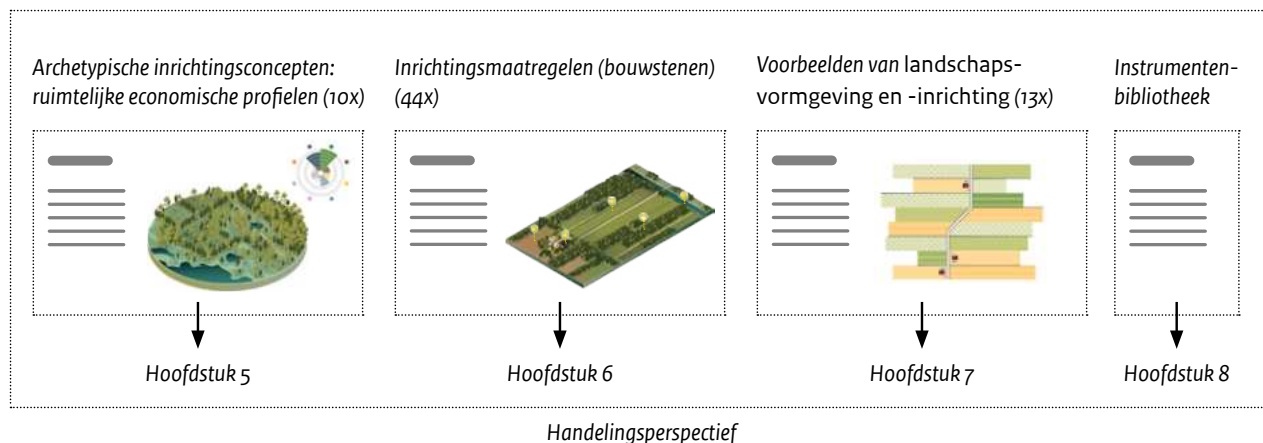 Archetypische inrichtingsconcepten:
ruimtelijke economische profielen (10x)
Inrichtingsmaatregelen (bouwstenen)
(44x)
Voorbeelden van landschaps-
vormgeving en -inrichting (13x)
Instrumenten-
bibliotheek
Hoofdstuk 5
Hoofdstuk 6
Hoofdstuk 7
Hoofdstuk 8
Handelingsperspectief